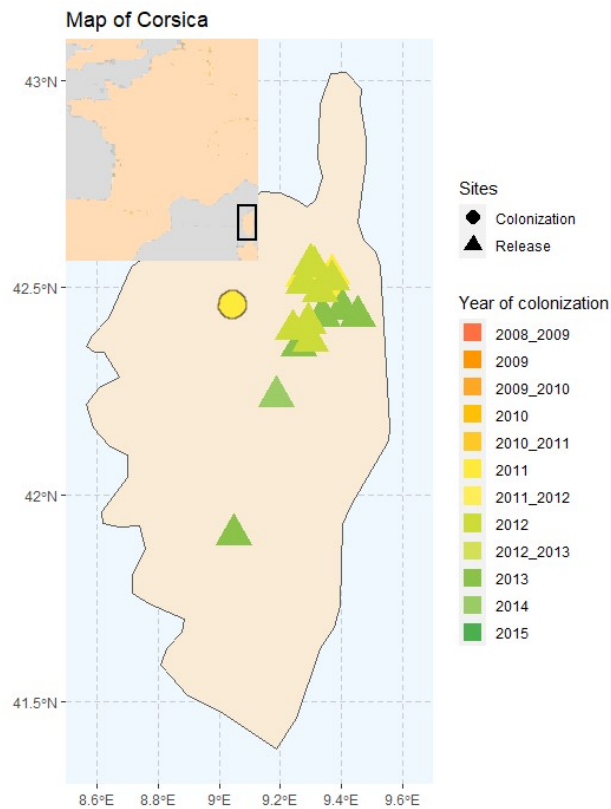 Map of Corsica
43°N
42.5°N
42°N
41.5°N
8.6°E 8.8°E 9°E 9.2°E 9.4°E 9.6°E
Sites
Colonization
Release
Year of colonization
2008_2009
2009
2009_2010
2010
2010_2011
2011
2011_2012
2012
2012_2013
2013
2014
2015